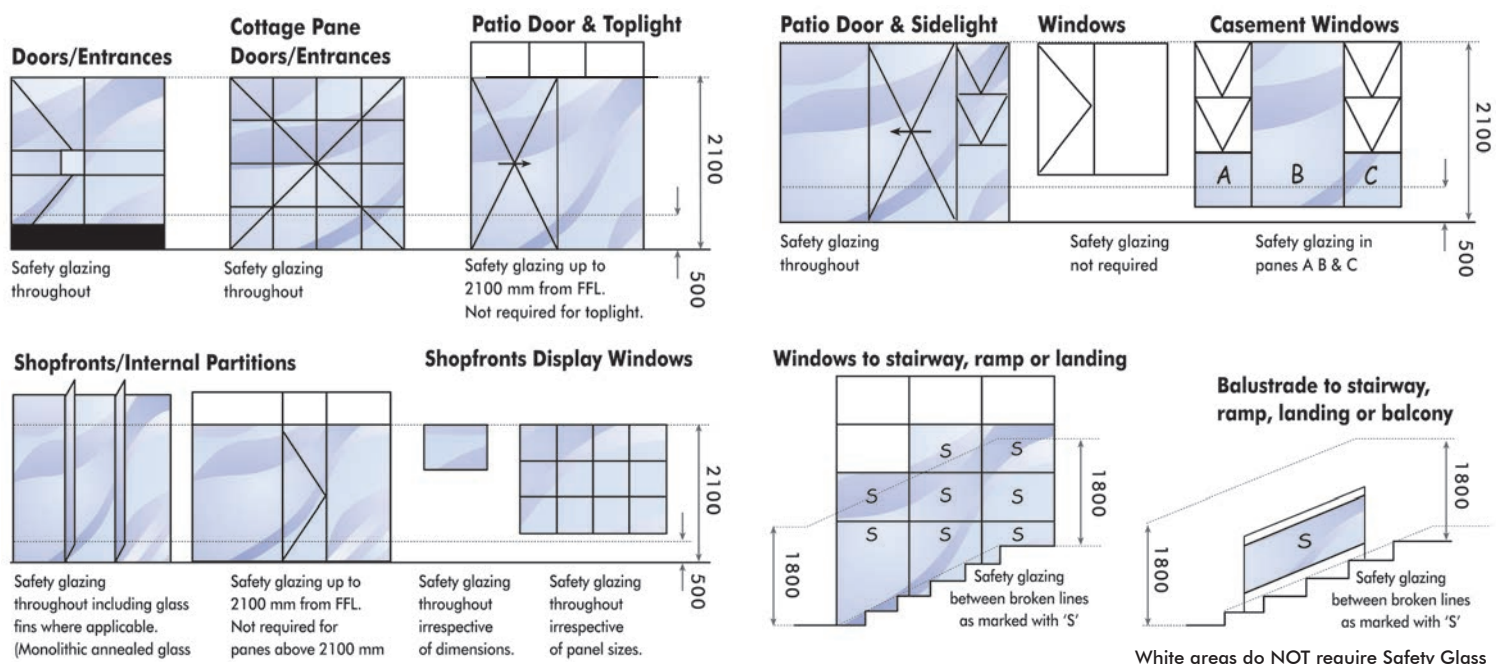 Doors/Entrances
Safety glazing
throughout
Cottage Pane
Doors/Entrances
Safety glazing
throughout
Patio Door & Toplight
Safety glazing up to
2100 mm from FFL.
Not required for toplight.
2100
500
Patio Door & Sidelight
Safety glazing
throughout
Windows
Safety glazing
not required
Casement Windows
A
B
C
Safety glazing in
panes A B & C
2100
500
Shopfronts/Internal Partitions
Safety glazing
throughout including glass
fins where applicable.
(Monolithic annealed glass
Safety glazing up to
2100 mm from FFL.
Not required for
panes above 2100 mm
Shopfronts Display Windows
Safety glazing
throughout
irrespective
of dimensions.
Safety glazing
throughout
irrespective
of panel sizes.
2100
500
Windows to stairway, ramp or landing
S S
S S S
S S S
1800
1800
Safety glazing
between broken lines
as marked with ‘S’
Balustrade to stairway,
ramp, landing or balcony
S
1800
1800
Safety glazing
between broken lines
as marked with ‘S’
White areas do NOT require Safety Glass